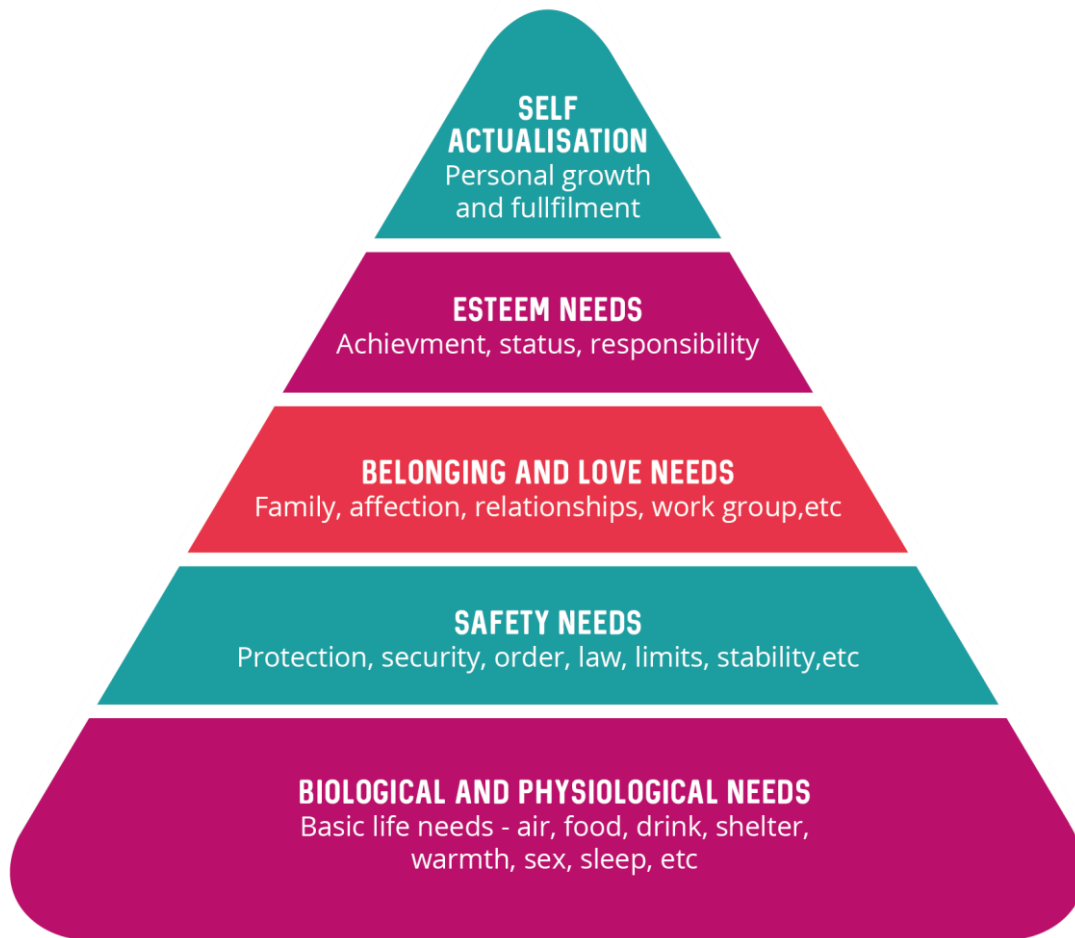 SELF
ACTUALISATION
Personal growth
and fullfilment
ESTEEM NEEDS
Achievment, status, responsibility
BELONGING AND LOVE NEEDS
Family, affection, relationships, work group,etc
SAFETY NEEDS
Protection, security, order, law, limits, stability,etc
BIOLOGICAL AND PHYSIOLOGICAL NEEDS
Basic life needs - air, food, drink, shelter,
warmth, sex, sleep, etc